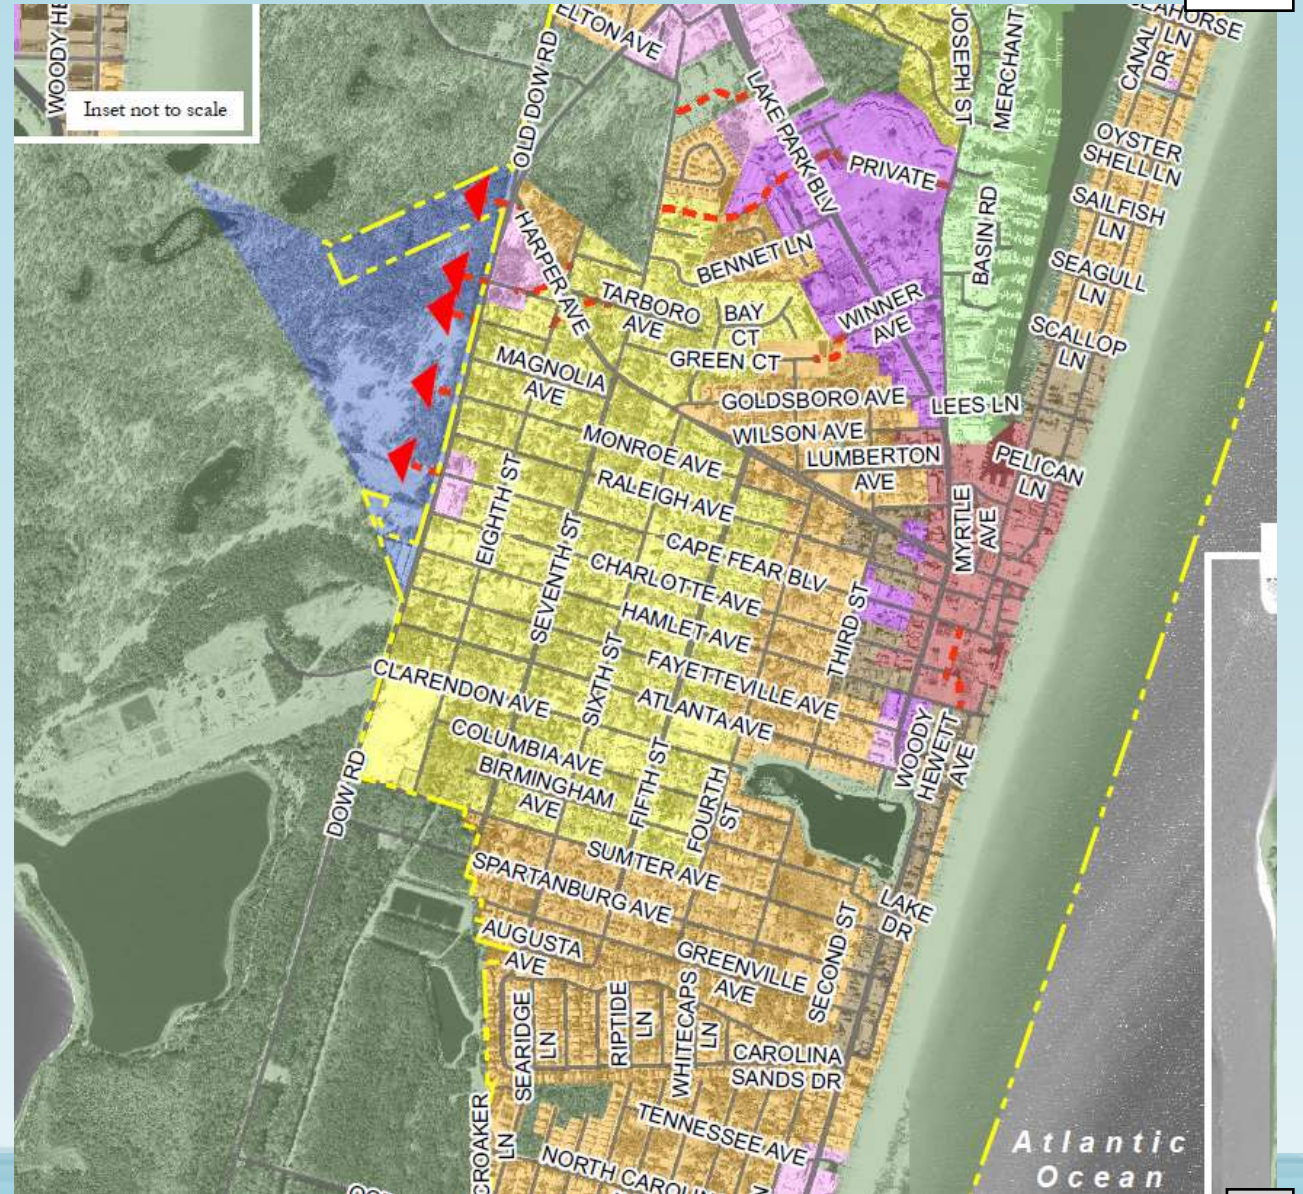 WOODY HE
Inset not to scale
ELTON AVE
OLD DOW RD
LAKE PARK BLV
JOSEPH ST
MERCHANT
CANAL
DR
EAHORSE
LN
OYSTER
SHELL LN
SAILFISH
LN
SEAGULL
LN
SCALLOP
LN
PRIVATE
BASIN RD
HARPER AVE
BENNET LN
TARBORO
AVE
BAY
CT
WINNER
AVE
GREEN CT
MAGNOLIA
AVE
GOLDSBORO AVE
LEES LN
WILSON AVE
MONROE AVE
LUMBERTON
AVE
PELICAN
LN
RALEIGH AVE
EIGHTH ST
MYRTLE
AVE
SEVENTH ST
CAPE FEAR BLV
CHARLOTTE AVE
HAMLET AVE
THIRD ST
SIXTH ST
FAYETTEVILLE AVE
CLARENDON AVE
ATLANTA AVE
COLUMBIA AVE
WOODY
HEWETT
AVE
BIRMINGHAM
AVE
FIFTH ST
FOURTH
ST
DOW RD
SUMTER AVE
SPARTANBURG AVE
LAKE
DR
AUGUSTA
AVE
GREENVILLE
AVE
SECOND ST
SEARIDGE
LN
RIPTIDE
LN
WHITECAPS
LN
CAROLINA
SANDS DR
CROAKER
LN
TENNESSEE AVE
NORTH CAROLIN
N
Atlantic
Ocean